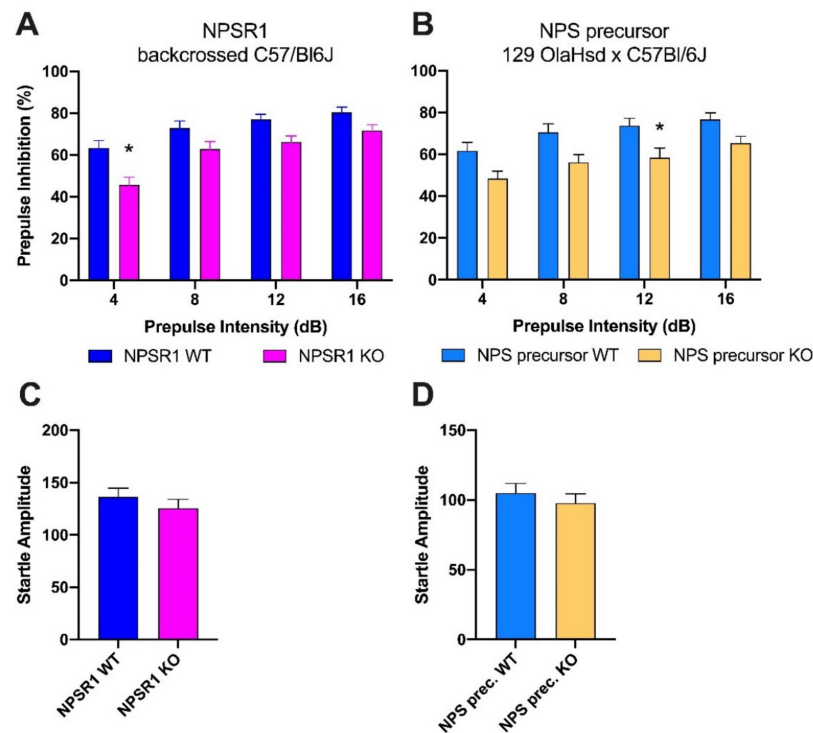 A
NPSR1
backcrossed C57/Bl6J
Prepulse Inhibition (%)
100
80
60
40
20
0
*
4 8 12 16
Prepulse Intensity (dB)
NPSR1 WT NPSR1 KO
B
NPS precursor
129 OlaHsd x C57Bl/6J
100
80
60
40
20
0
*
4 8 12 16
Prepulse Intensity (dB)
NPS precursor WT NPS precursor KO
C
Startle Amplitude
200
150
100
50
0
NPSR1 WT
NPSR1 KO
D
Startle Amplitude
150
100
50
0
NPS prec. WT
NPS prec. KO